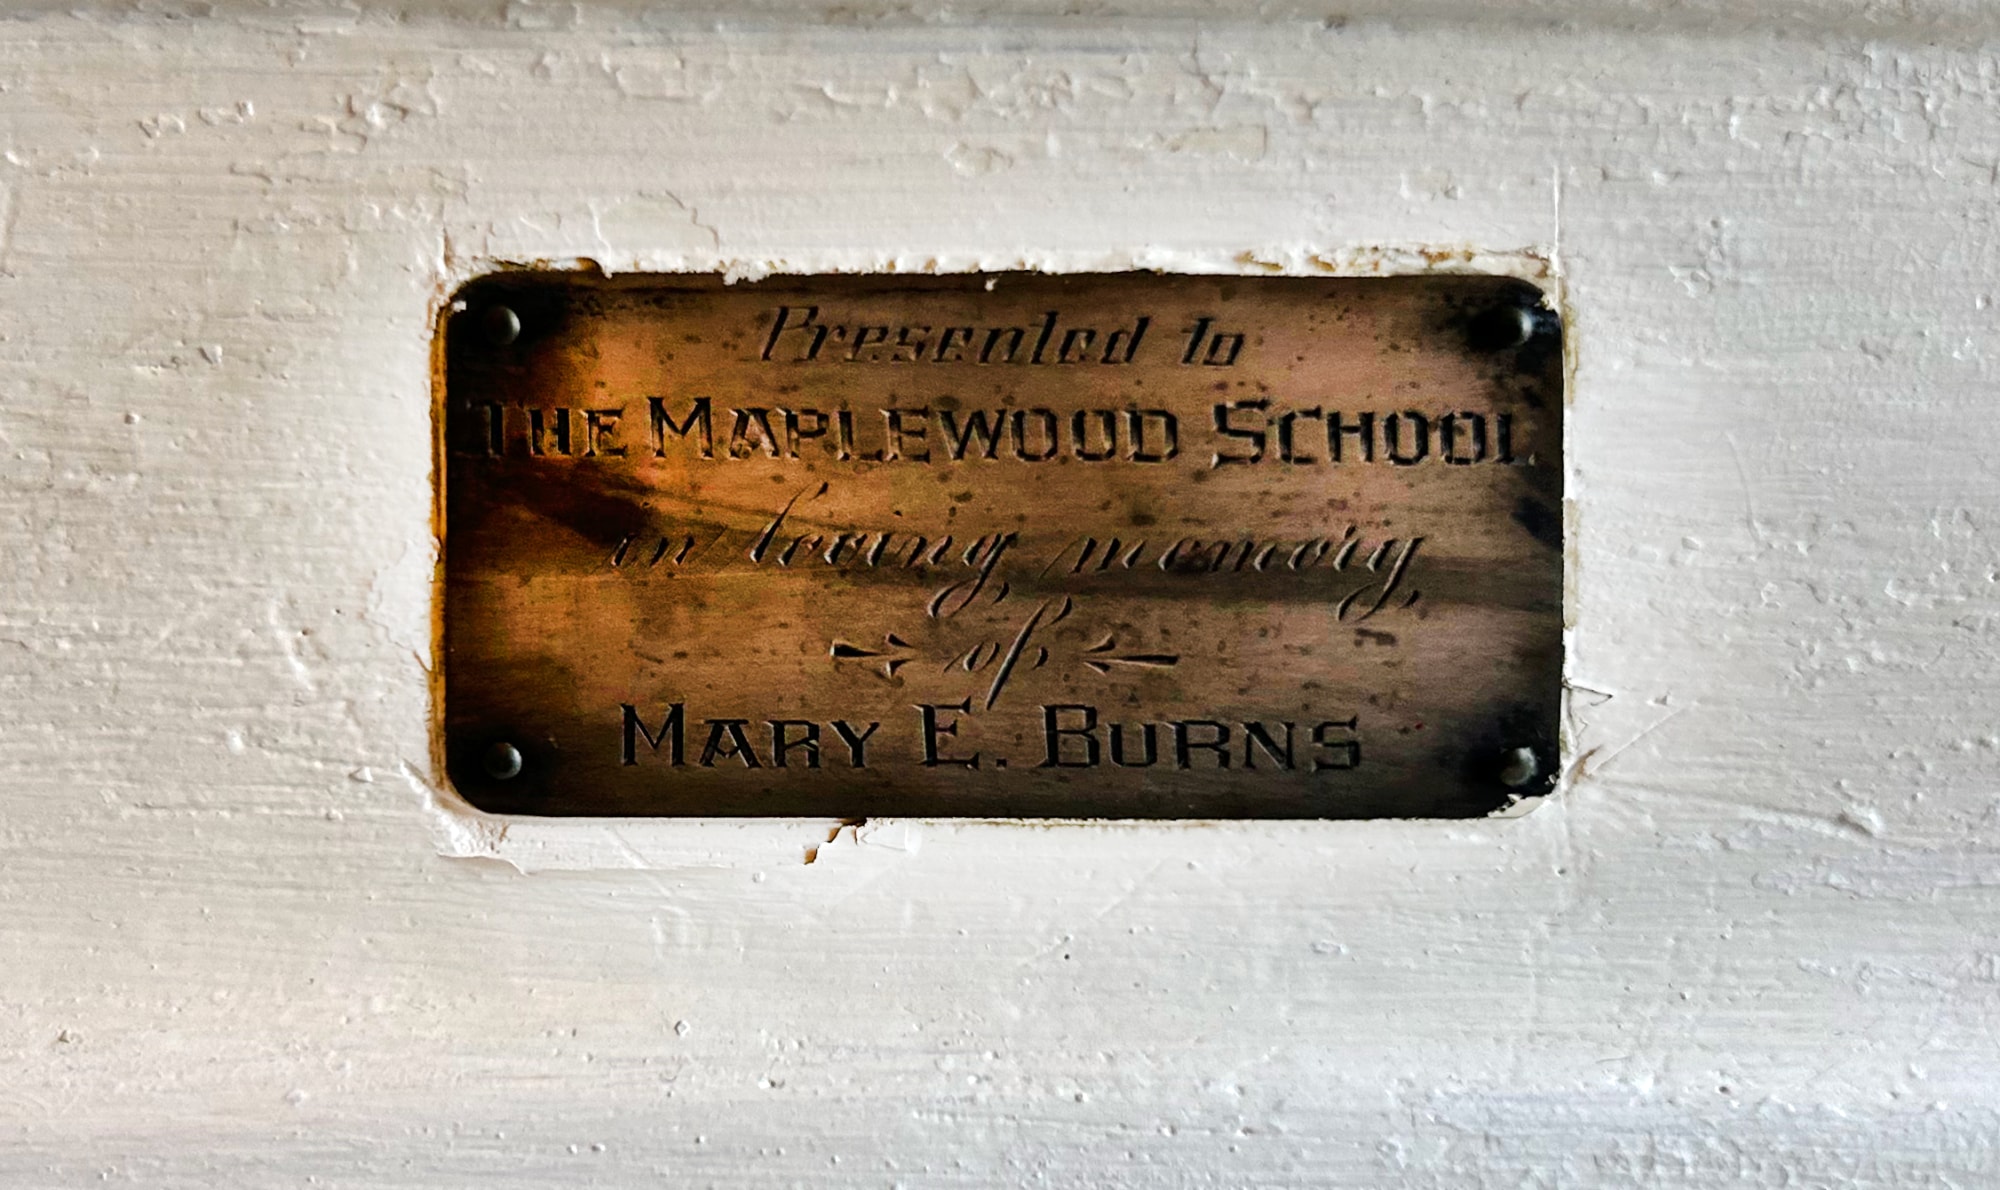 Presented to
THE MAPLEWOOD SCHOOL
in loving memory
of
MARY E. BURNS